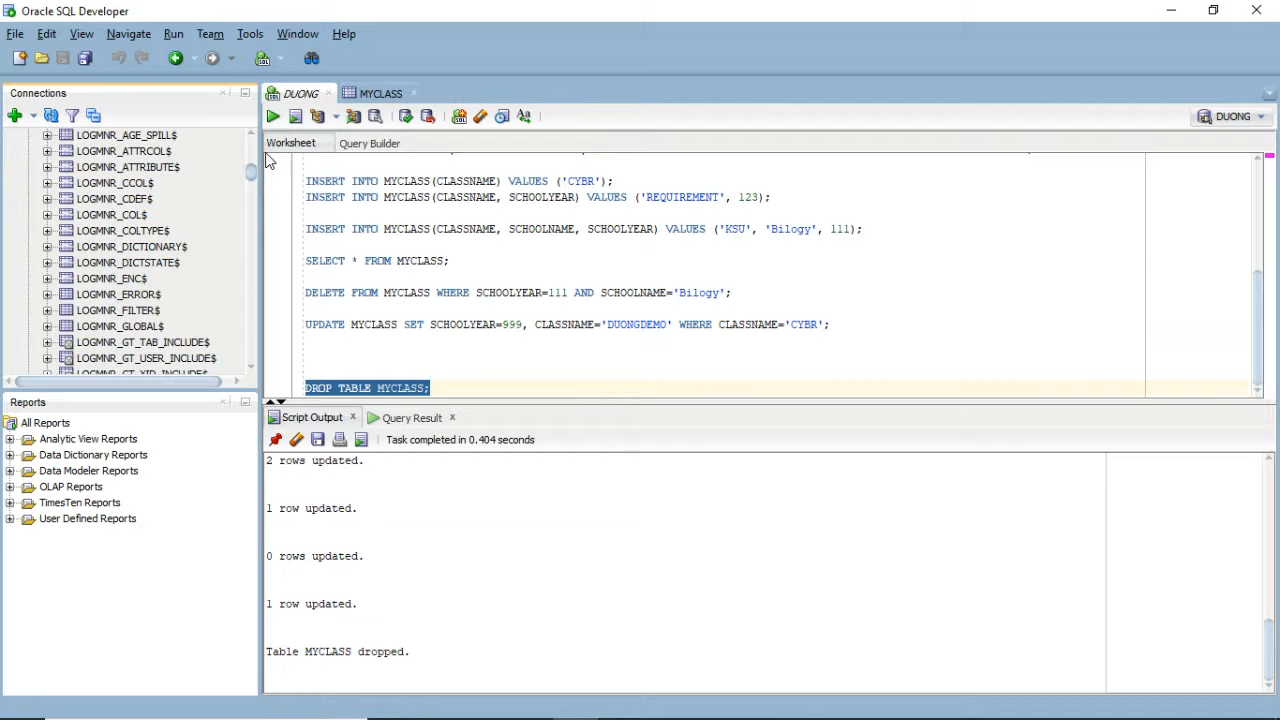 Oracle SQL Developer
File Edit View Navigate Run Team Tools Window Help
Connections
LOGMNR_AGE_SPILL$
LOGMNR_ATTRCOL$
LOGMNR_ATTRIBUTE$
LOGMNR_CCOL$
LOGMNR_CDEF$
LOGMNR_COL$
LOGMNR_COLTYPE$
LOGMNR_DICTIONARY$
LOGMNR_DICTSTATE$
LOGMNR_ENC$
LOGMNR_ERROR$
LOGMNR_FILTER$
LOGMNR_GLOBAL$
LOGMNR_GT_TAB_INCLUDE$
LOGMNR_GT_USER_INCLUDE$
LOGMNR_GT_XID_INCLUDE$
Reports
All Reports
Analytic View Reports
Data Dictionary Reports
Data Modeler Reports
OLAP Reports
TimesTen Reports
User Defined Reports
DUONG MYCLASS
DUONG
Worksheet Query Builder
INSERT INTO MYCLASS(CLASSNAME) VALUES ('CYBR');
INSERT INTO MYCLASS(CLASSNAME, SCHOOLYEAR) VALUES ('REQUIREMENT', 123);
INSERT INTO MYCLASS(CLASSNAME, SCHOOLNAME, SCHOOLYEAR) VALUES ('KSU', 'Bilogy', 111);
SELECT * FROM MYCLASS;
DELETE FROM MYCLASS WHERE SCHOOLYEAR=111 AND SCHOOLNAME='Bilogy';
UPDATE MYCLASS SET SCHOOLYEAR=999, CLASSNAME='DUONGDEMO' WHERE CLASSNAME='CYBR';
DROP TABLE MYCLASS;
Script Output Query Result
Task completed in 0.404 seconds
2 rows updated.
1 row updated.
0 rows updated.
1 row updated.
Table MYCLASS dropped.